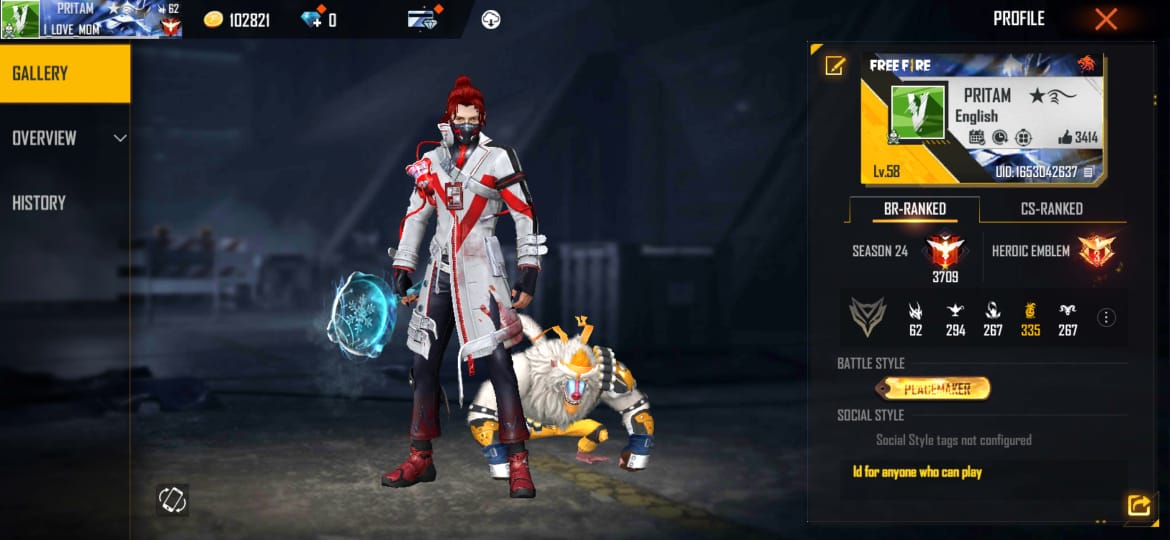 PRITAM
62
I_LOVE_MOM
102821
0
PROFILE
GALLERY
OVERVIEW
HISTORY
FREE FIRE
PRITAM
English
3414
Lv.58
UID: 1653042637
BR-RANKED
CS-RANKED
SEASON 24
3709
HEROIC EMBLEM
3
62
294
267
335
267
BATTLE STYLE
PLACEMAKER
SOCIAL STYLE
Social Style tags not configured
Id for anyone who can play